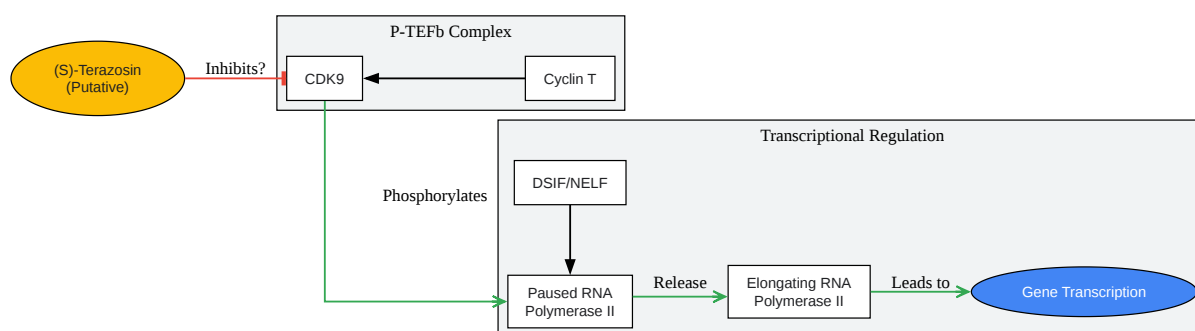 P-TEFb Complex
(S)-Terazosin
(Putative)
Inhibits?
CDK9
Cyclin T
Transcriptional Regulation
DSIF/NELF
Phosphorylates
Paused RNA
Polymerase II
Release
Elongating RNA
Polymerase II
Leads to
Gene Transcription